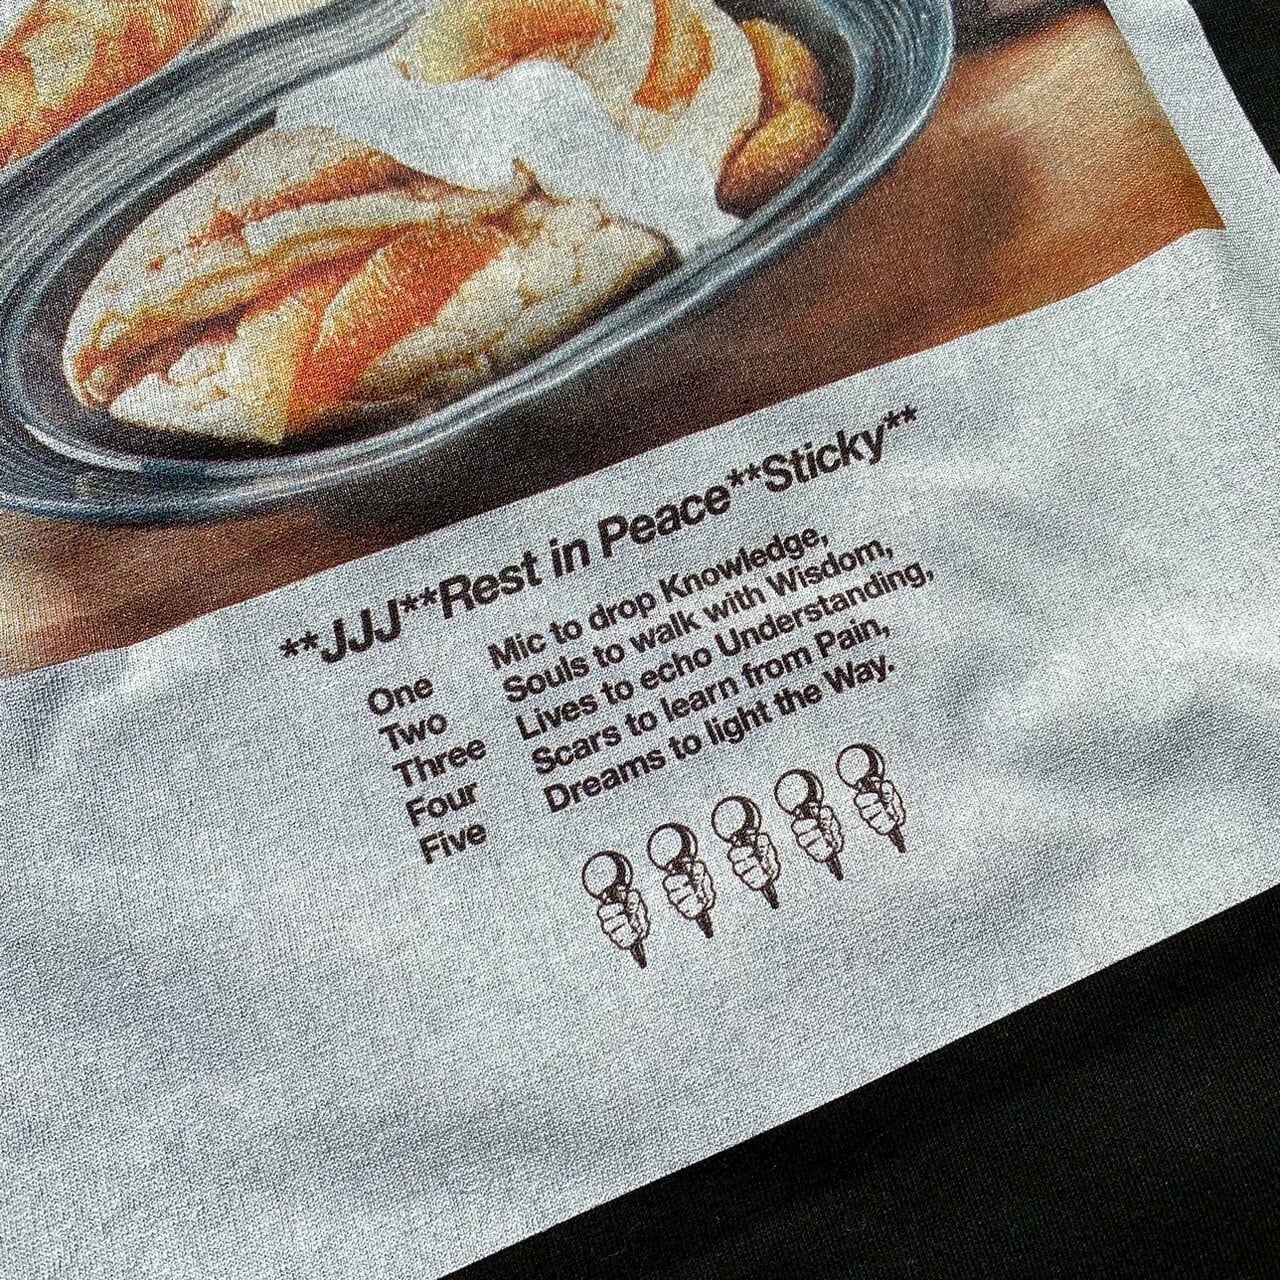 **JJJ**Rest in Peace**Sticky**
One Mic to drop Knowledge,
Two Souls to walk with Wisdom,
Three Lives to echo Understanding,
Four Scars to learn from Pain,
Five Dreams to light the Way.